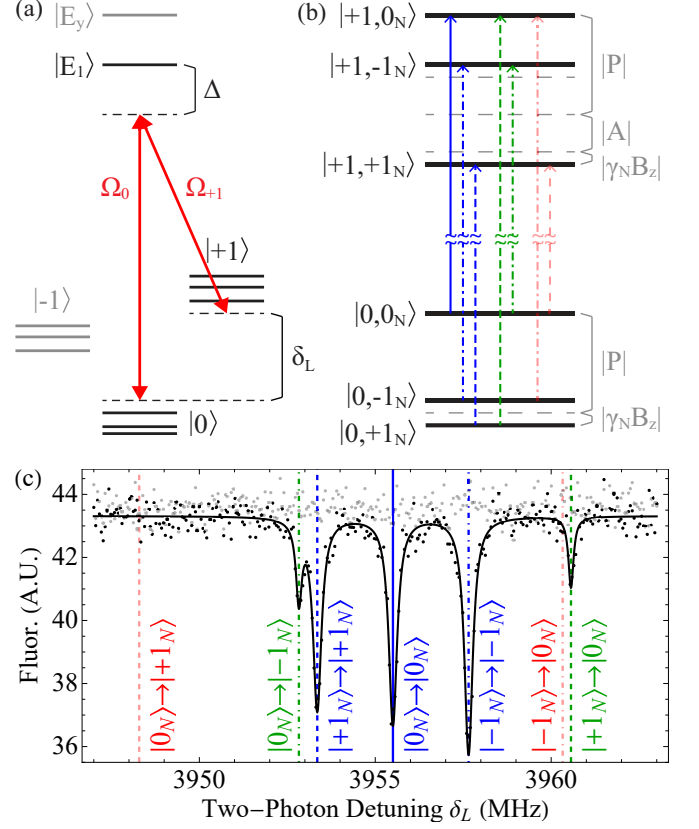 (a)
|E_y⟩
|E_1⟩
Δ
Ω_0
Ω_{+1}
|+1⟩
|-1⟩
δ_L
|0⟩
(b)
|+1,0_N⟩
|+1,-1_N⟩
|+1,+1_N⟩
|0,0_N⟩
|0,-1_N⟩
|0,+1_N⟩
|P|
|A|
|γ_N B_z|
|P|
|γ_N B_z|
(c)
44
42
40
38
36
Fluor. (A.U.)
|0_N⟩→|+1_N⟩
|0_N⟩→|-1_N⟩
|+1_N⟩→|+1_N⟩
|0_N⟩→|0_N⟩
|-1_N⟩→|-1_N⟩
|-1_N⟩→|0_N⟩
|+1_N⟩→|0_N⟩
3950
3955
3960
Two-Photon Detuning δ_L (MHz)